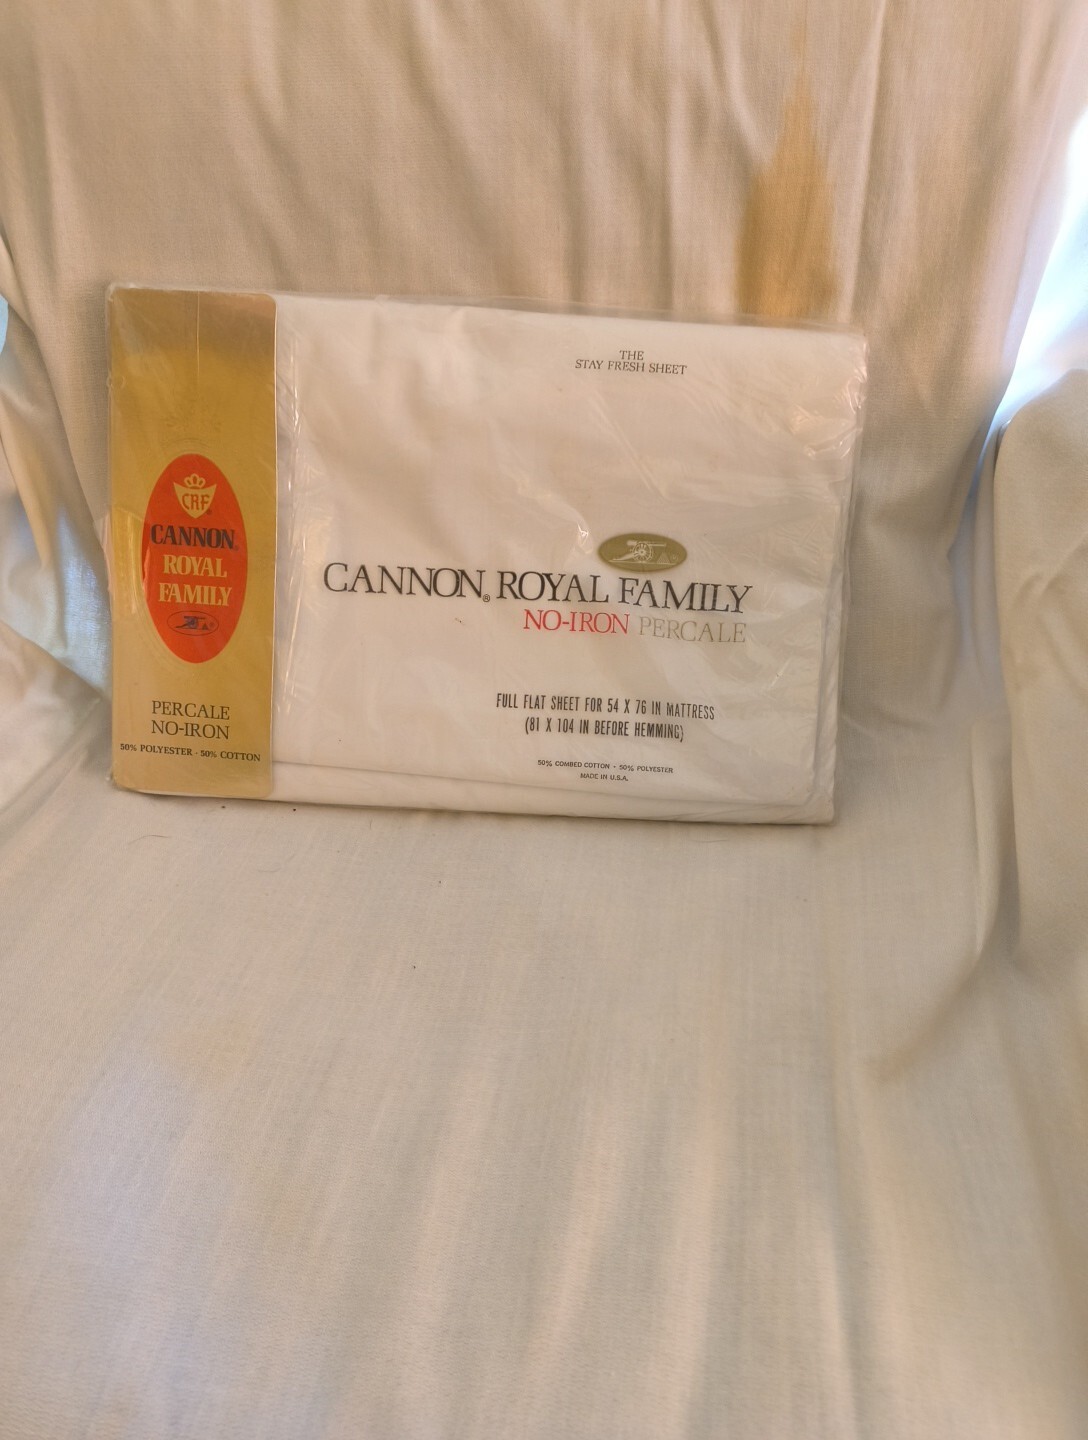 CRF
CANNON®
ROYAL
FAMILY
PERCALE
NO-IRON
50% POLYESTER · 50% COTTON
THE
STAY FRESH SHEET
CANNON® ROYAL FAMILY
NO-IRON PERCALE
FULL FLAT SHEET FOR 54 X 76 IN MATTRESS
(81 X 104 IN BEFORE HEMMING)
50% COMBED COTTON - 50% POLYESTER
MADE IN U.S.A.